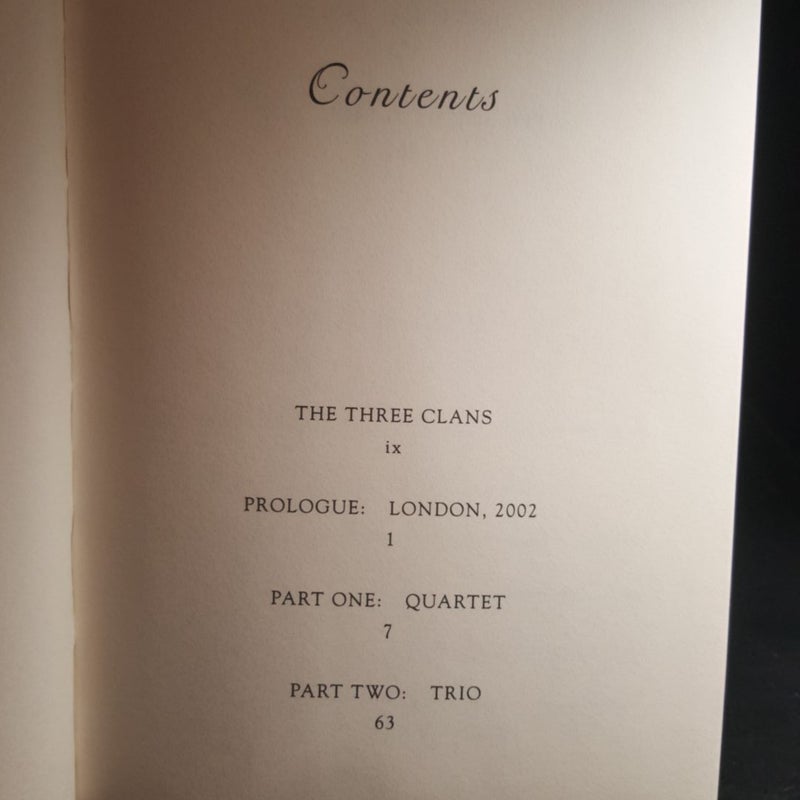 Contents
THE THREE CLANS
ix
PROLOGUE: LONDON, 2002
1
PART ONE: QUARTET
7
PART TWO: TRIO
63